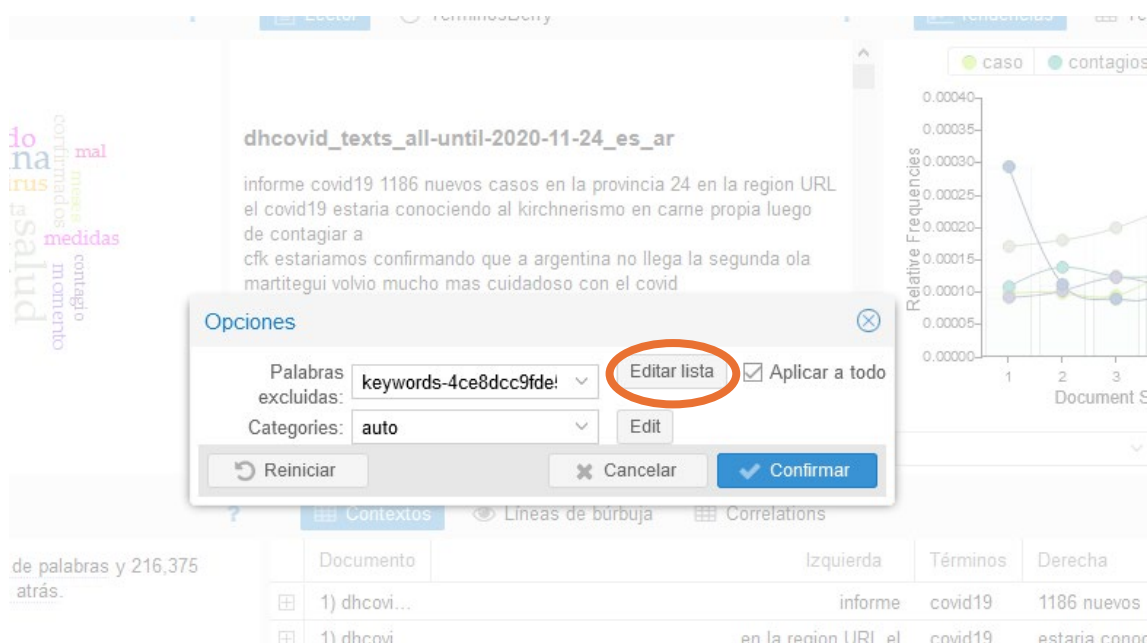 Lector
TerminosBerry
Tendencias
caso
contagios
0.00040
0.00035
0.00030
0.00025
0.00020
0.00015
0.00010
0.00005
0.00000
Relative Frequencies
1 2 3
Document S
confirmados
mal
meses
salud
medidas
contagio
momento
dhcovid_texts_all-until-2020-11-24_es_ar
informe covid19 1186 nuevos casos en la provincia 24 en la region URL
el covid19 estaria conociendo al kirchnerismo en carne propia luego
de contagiar a
cfk estariamos confirmando que a argentina no llega la segunda ola
martitegui volvio mucho mas cuidadoso con el covid
Opciones
Palabras excluidas: keywords-4ce8dcc9fde Editar lista Aplicar a todo
Categories: auto Edit
Reiniciar Cancelar Confirmar
? Contextos Líneas de búrbuja Correlations
de palabras y 216,375
atrás.
Documento Izquierda Términos Derecha
1) dhcovi... informe covid19 1186 nuevos
1) dhcovi en la region URL el covid19 estaria